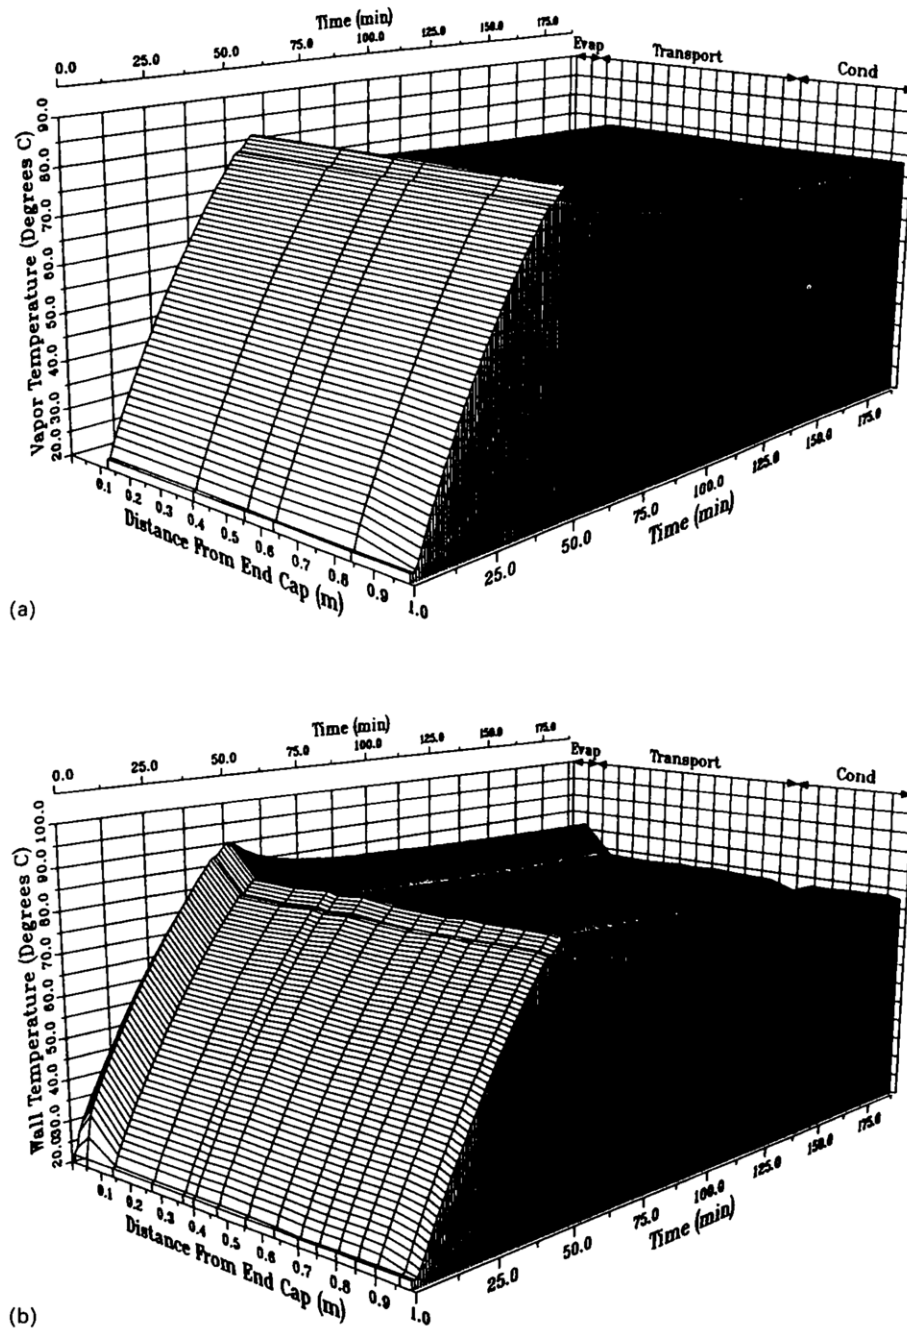 Time (min)
0.0 25.0 50.0 75.0 100.0 125.0 150.0 175.0
Evap Transport Cond
Vapor Temperature (Degrees C)
20.0 30.0 40.0 50.0 60.0 70.0 80.0 90.0
0.1 0.2 0.3 0.4 0.5 0.6 0.7 0.8 0.9 1.0
Distance From End Cap (m)
25.0 50.0 75.0 100.0 125.0 150.0 175.0
Time (min)
(a)
Time (min)
0.0 25.0 50.0 75.0 100.0 125.0 150.0 175.0
Evap Transport Cond
Wall Temperature (Degrees C)
20.0 30.0 40.0 50.0 60.0 70.0 80.0 90.0 100.0
0.1 0.2 0.3 0.4 0.5 0.6 0.7 0.8 0.9 1.0
Distance From End Cap (m)
25.0 50.0 75.0 100.0 125.0 150.0 175.0
Time (min)
(b)